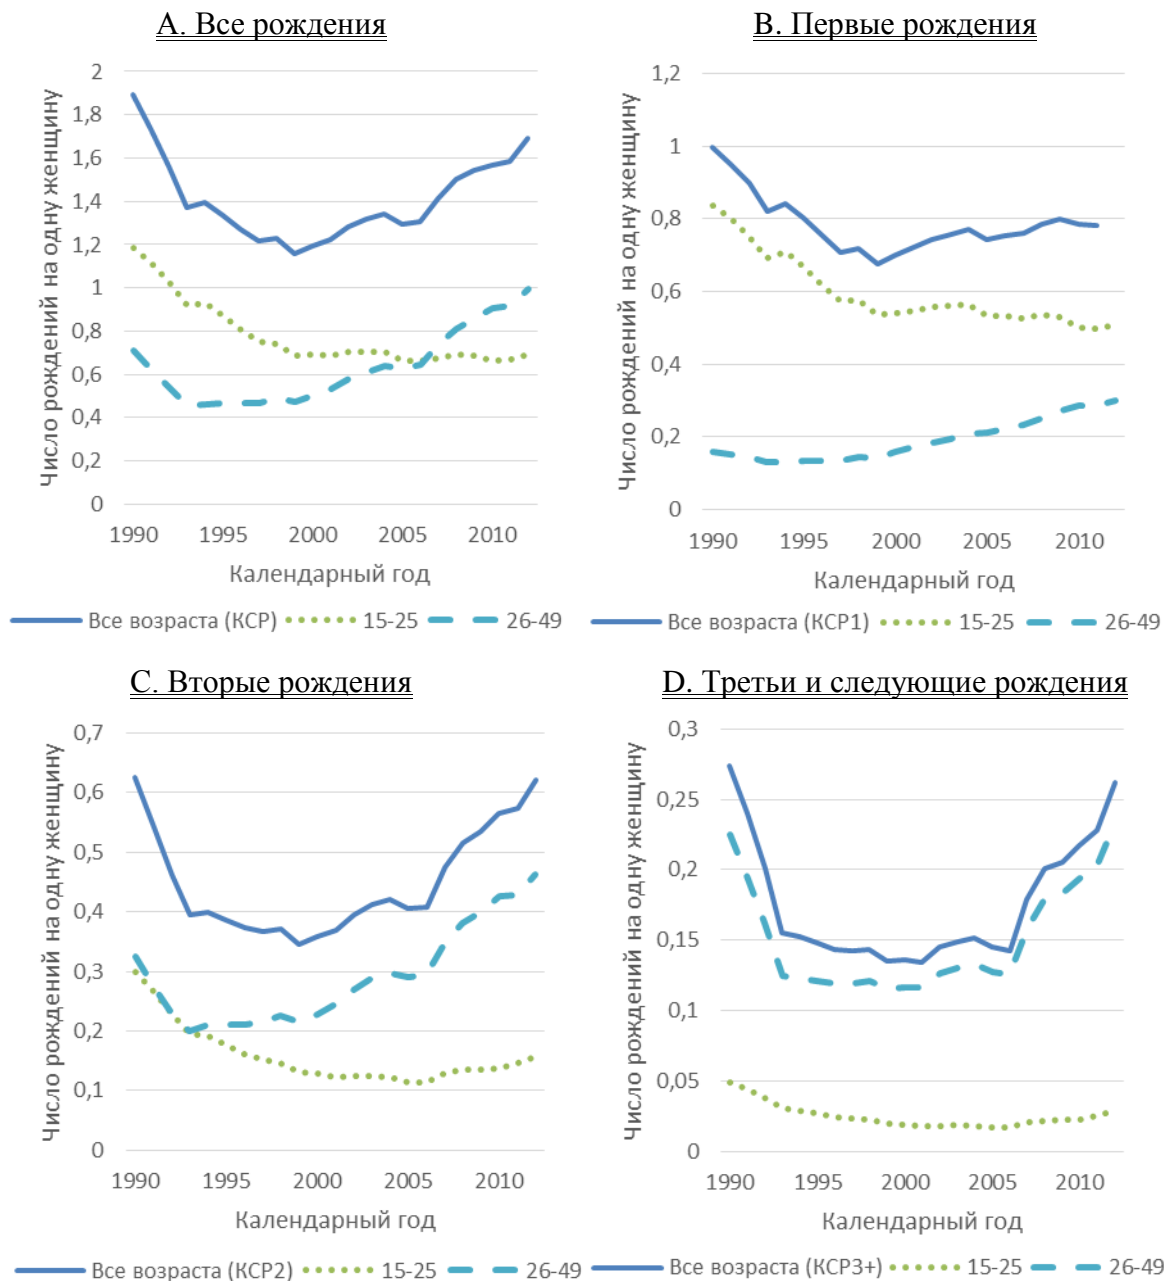 A. Все рождения
Число рождений на одну женщину
2
1,8
1,6
1,4
1,2
1
0,8
0,6
0,4
0,2
0
1990 1995 2000 2005 2010
Календарный год
Все возраста (КСР) 15-25 26-49
B. Первые рождения
Число рождений на одну женщину
1,2
1
0,8
0,6
0,4
0,2
0
1990 1995 2000 2005 2010
Календарный год
Все возраста (КСР1) 15-25 26-49
C. Вторые рождения
Число рождений на одну женщину
0,7
0,6
0,5
0,4
0,3
0,2
0,1
0
1990 1995 2000 2005 2010
Календарный год
Все возраста (КСР2) 15-25 26-49
D. Третьи и следующие рождения
Число рождений на одну женщину
0,3
0,25
0,2
0,15
0,1
0,05
0
1990 1995 2000 2005 2010
Календарный год
Все возраста (КСР3+) 15-25 26-49